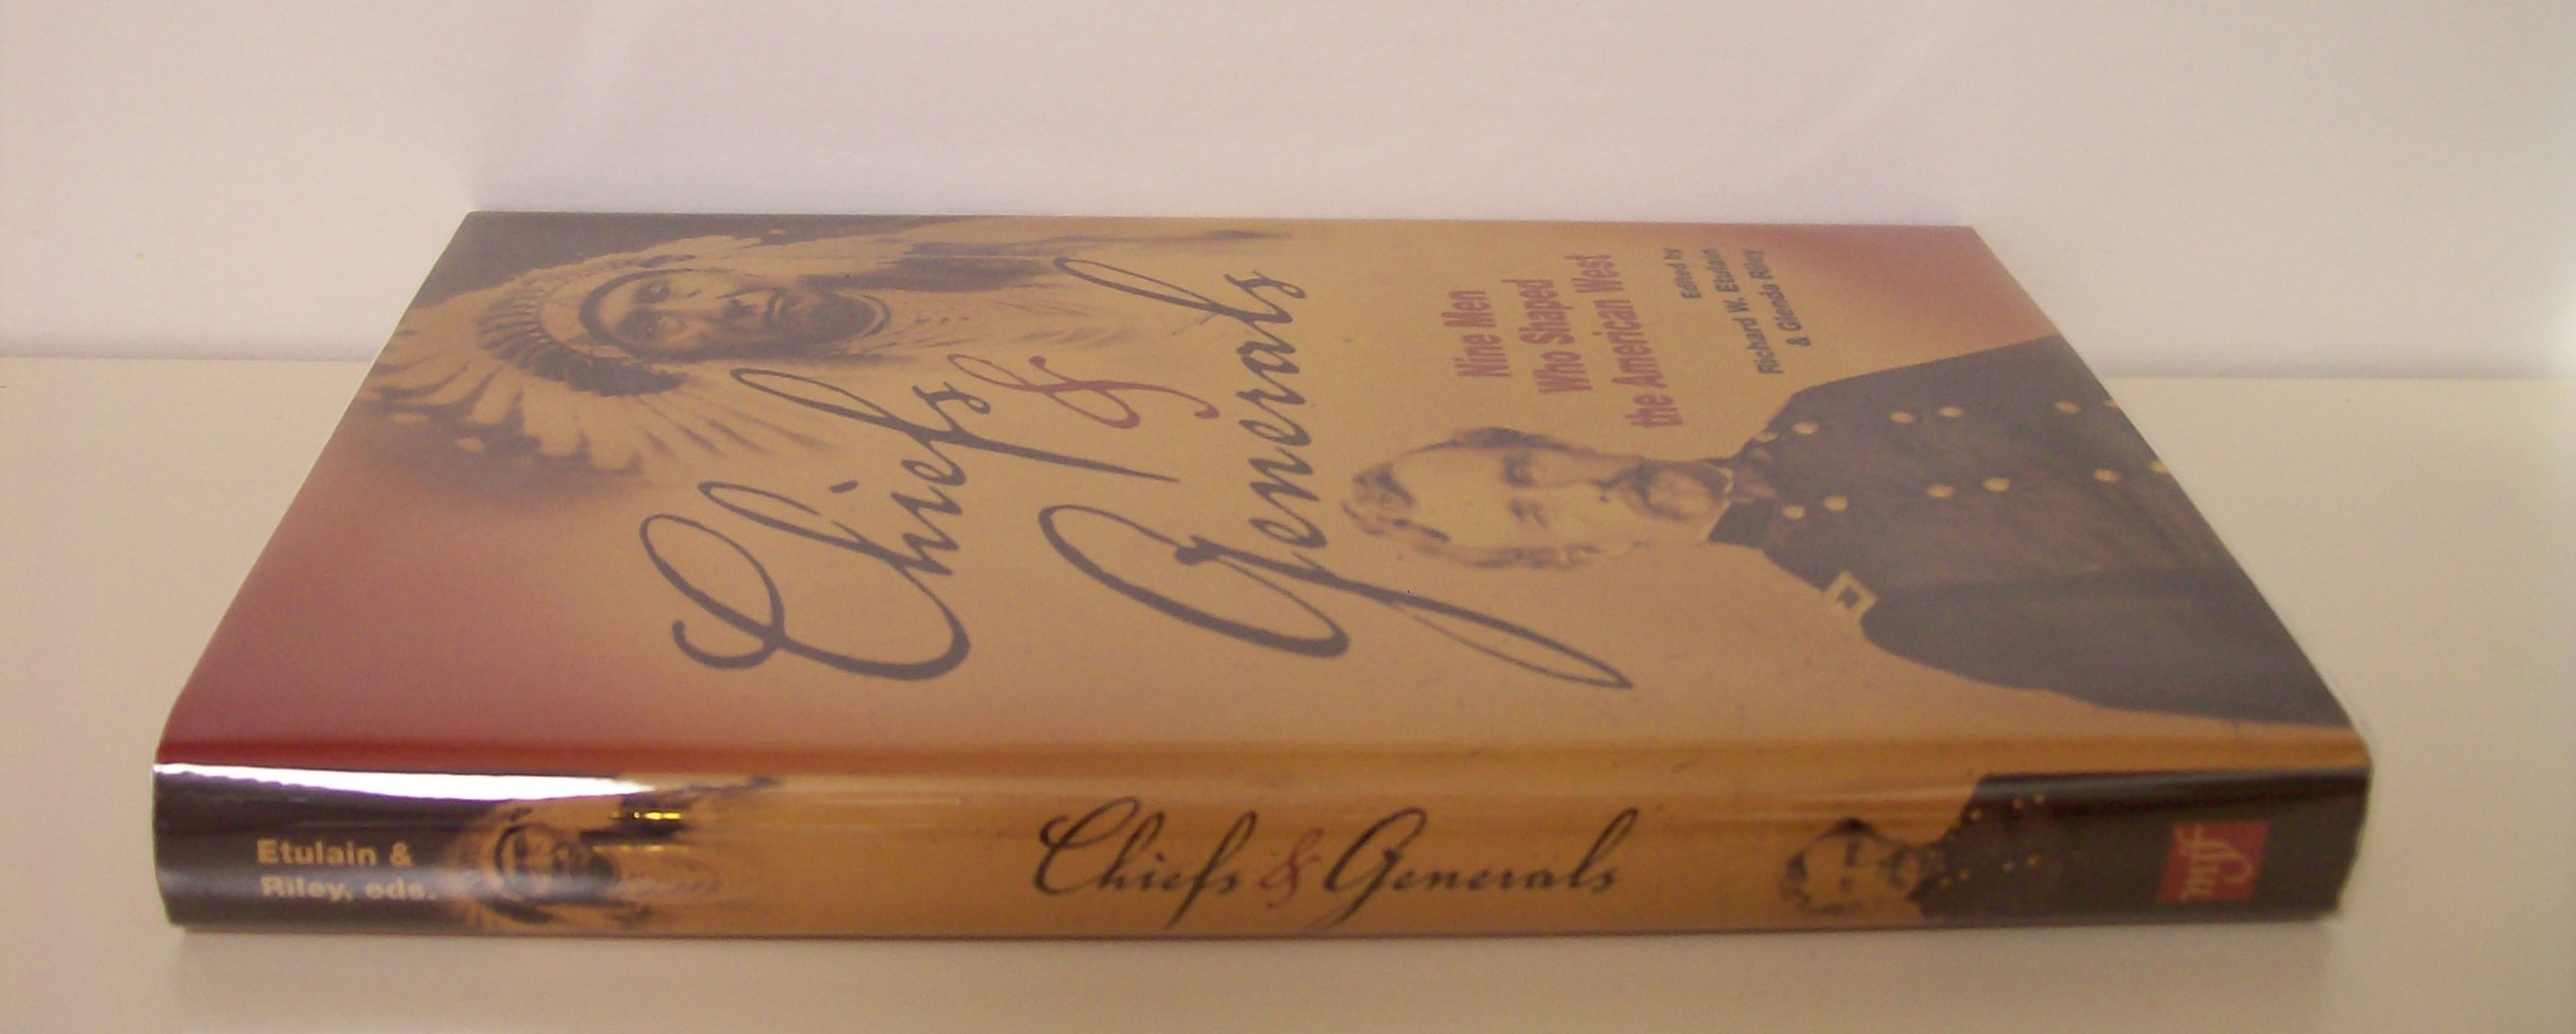 Chiefs
&
Generals
Nine Men
Who Shaped
the American West
Edited by
Richard W. Etulain
& Glenda Riley
Etulain &
Riley, eds.
Chiefs & Generals